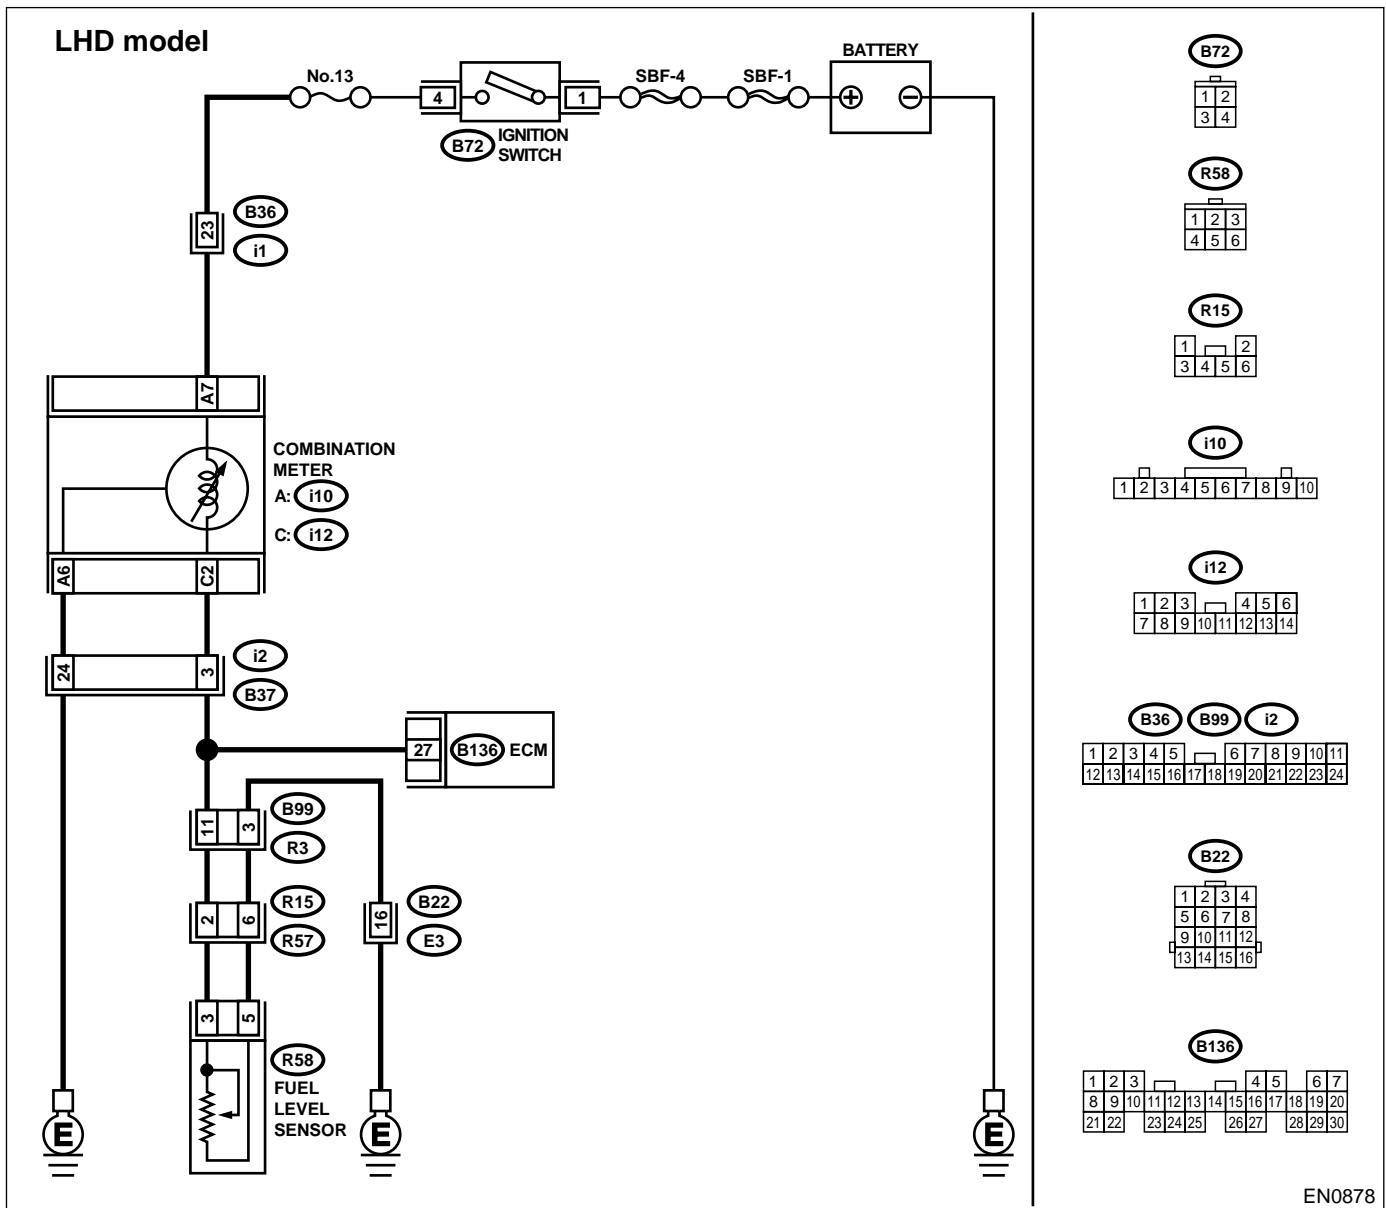 LHD model
BATTERY
No.13
SBF-4
SBF-1
4
1
B72
IGNITION
SWITCH
23
B36
i1
A7
COMBINATION
METER
A: i10
C: i12
A6
C2
24
3
i2
B37
27
B136
ECM
11
3
B99
R3
2
6
R15
R57
16
B22
E3
3
5
R58
FUEL
LEVEL
SENSOR
E
E
E
B72
1 2
3 4
R58
1 2 3
4 5 6
R15
1 2
3 4 5 6
i10
1 2 3 4 5 6 7 8 9 10
i12
1 2 3 4 5 6
7 8 9 10 11 12 13 14
B36 B99 i2
1 2 3 4 5 6 7 8 9 10 11
12 13 14 15 16 17 18 19 20 21 22 23 24
B22
1 2 3 4
5 6 7 8
9 10 11 12
13 14 15 16
B136
1 2 3 4 5 6 7
8 9 10 11 12 13 14 15 16 17 18 19 20
21 22 23 24 25 26 27 28 29 30
EN0878